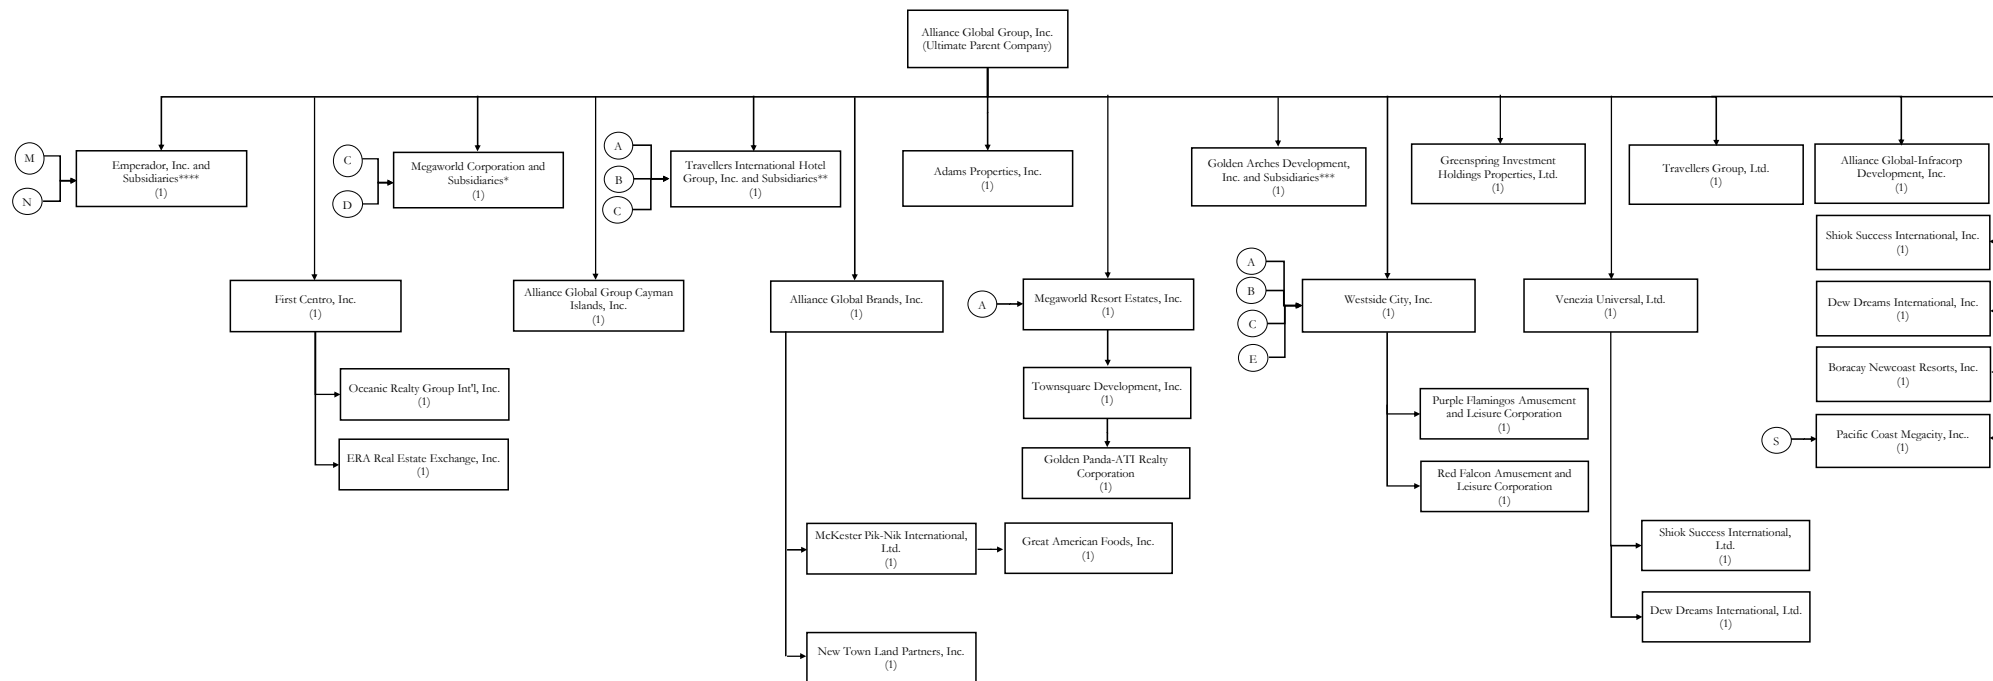 Alliance Global Group, Inc.
(Ultimate Parent Company)
M
N
Emperador, Inc. and
Subsidiaries****
(1)
C
D
Megaworld Corporation and
Subsidiaries*
(1)
A
B
C
Travellers International Hotel
Group, Inc. and Subsidiaries**
(1)
Adams Properties, Inc.
(1)
Golden Arches Development,
Inc. and Subsidiaries***
(1)
Greenspring Investment
Holdings Properties, Ltd.
(1)
Travellers Group, Ltd.
(1)
Alliance Global-Infracorp
Development, Inc.
(1)
Shiok Success International, Inc.
(1)
Dew Dreams International, Inc.
(1)
Boracay Newcoast Resorts, Inc.
(1)
S
Pacific Coast Megacity, Inc..
(1)
First Centro, Inc.
(1)
Alliance Global Group Cayman
Islands, Inc.
(1)
Alliance Global Brands, Inc.
(1)
A
Megaworld Resort Estates, Inc.
(1)
A
B
C
E
Westside City, Inc.
(1)
Venezia Universal, Ltd.
(1)
Oceanic Realty Group Int'l, Inc.
(1)
ERA Real Estate Exchange, Inc.
(1)
Townsquare Development, Inc.
(1)
Golden Panda-ATI Realty
Corporation
(1)
Purple Flamingos Amusement
and Leisure Corporation
(1)
Red Falcon Amusement and
Leisure Corporation
(1)
McKester Pik-Nik International,
Ltd.
(1)
Great American Foods, Inc.
(1)
Shiok Success International,
Ltd.
(1)
Dew Dreams International, Ltd.
(1)
New Town Land Partners, Inc.
(1)